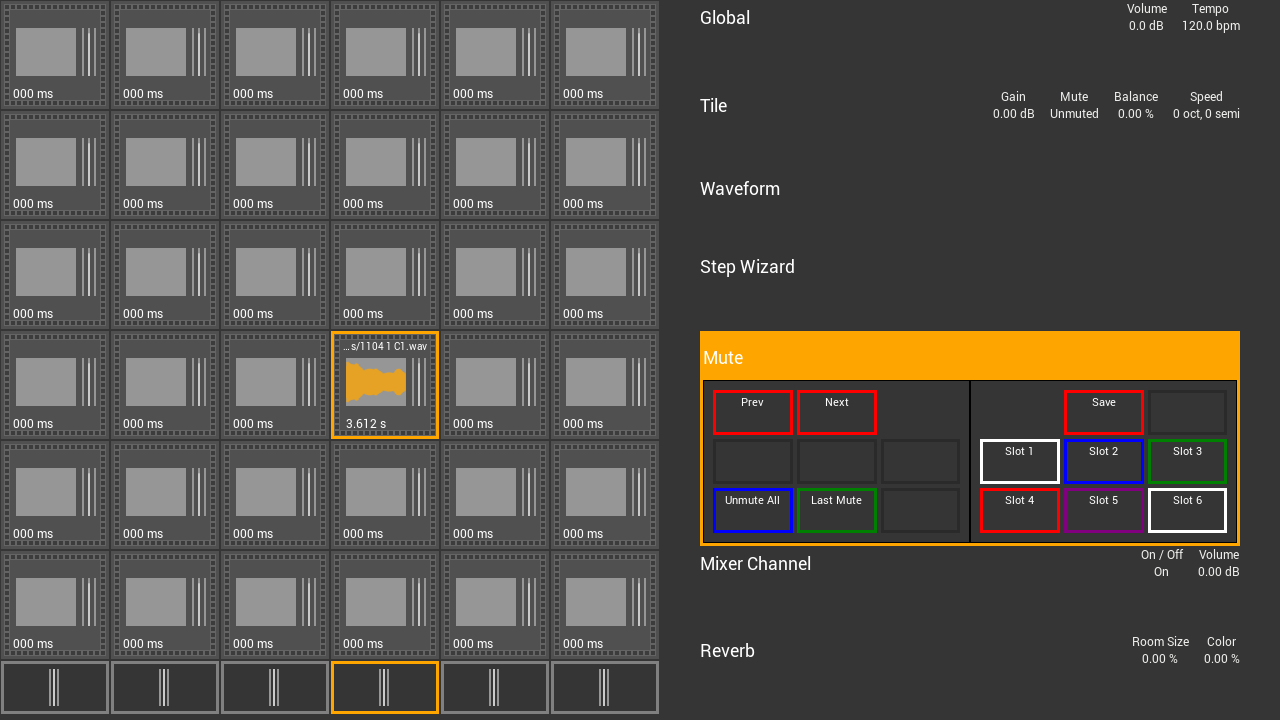 000 ms 000 ms 000 ms 000 ms 000 ms 000 ms
000 ms 000 ms 000 ms 000 ms 000 ms 000 ms
000 ms 000 ms 000 ms 000 ms 000 ms 000 ms
...s/1104 1 C1.wav
000 ms 000 ms 000 ms 3.612 s 000 ms 000 ms
000 ms 000 ms 000 ms 000 ms 000 ms 000 ms
000 ms 000 ms 000 ms 000 ms 000 ms 000 ms
Global
Volume Tempo
0.0 dB 120.0 bpm
Tile
Gain Mute Balance Speed
0.00 dB Unmuted 0.00 % 0 oct, 0 semi
Waveform
Step Wizard
Mute
Prev Next Save
Slot 1 Slot 2 Slot 3
Unmute All Last Mute Slot 4 Slot 5 Slot 6
Mixer Channel
On / Off Volume
On 0.00 dB
Reverb
Room Size Color
0.00 % 0.00 %